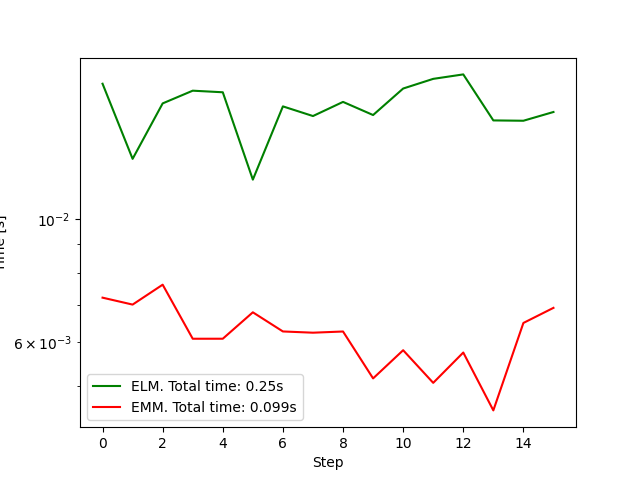 Time [s]
10⁻²
6 × 10⁻³
ELM. Total time: 0.25s
EMM. Total time: 0.099s
0 2 4 6 8 10 12 14
Step